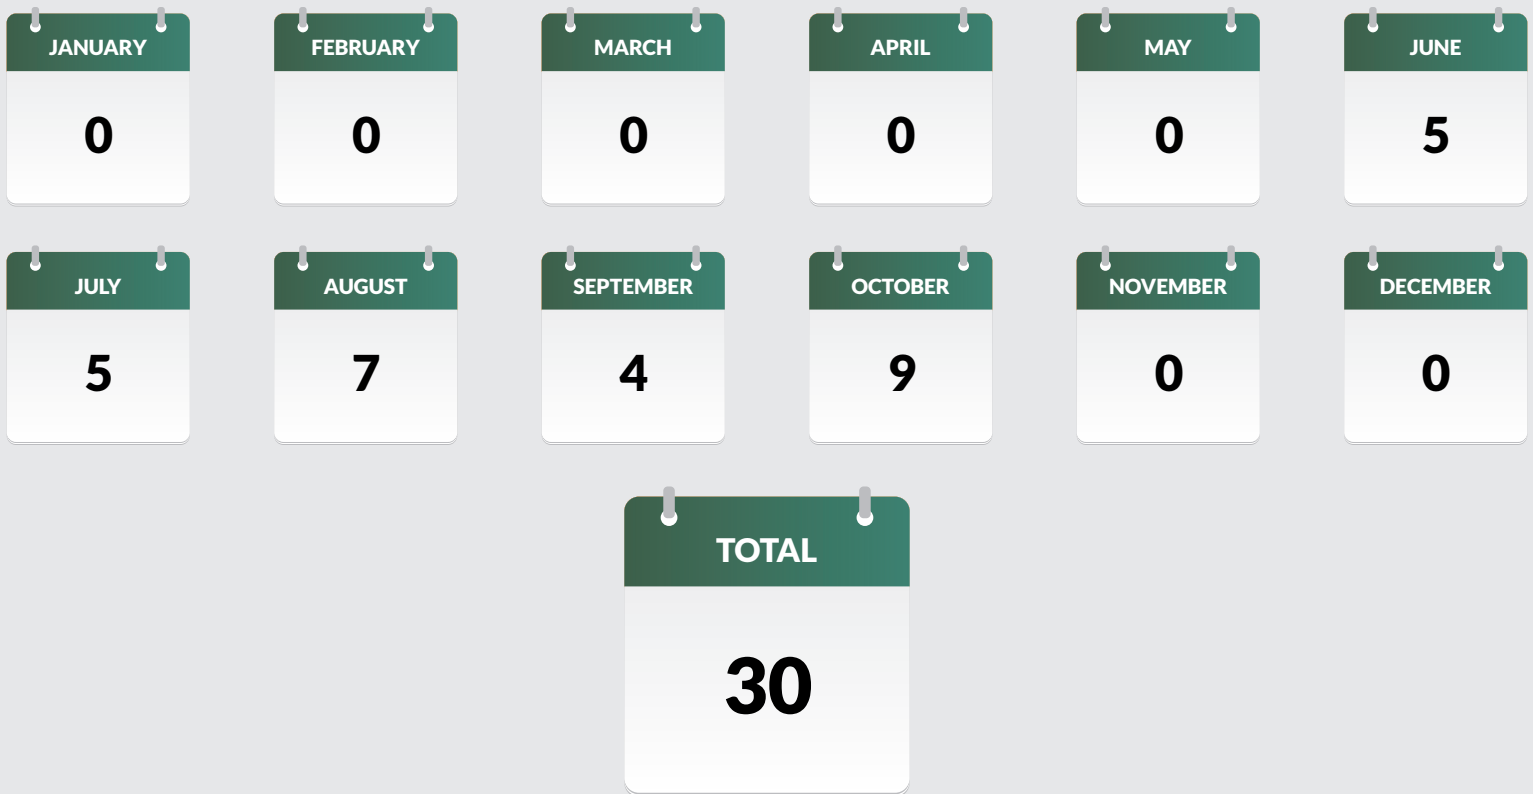 JANUARY FEBRUARY MARCH APRIL MAY JUNE
0 0 0 0 0 5
JULY AUGUST SEPTEMBER OCTOBER NOVEMBER DECEMBER
5 7 4 9 0 0
TOTAL
30